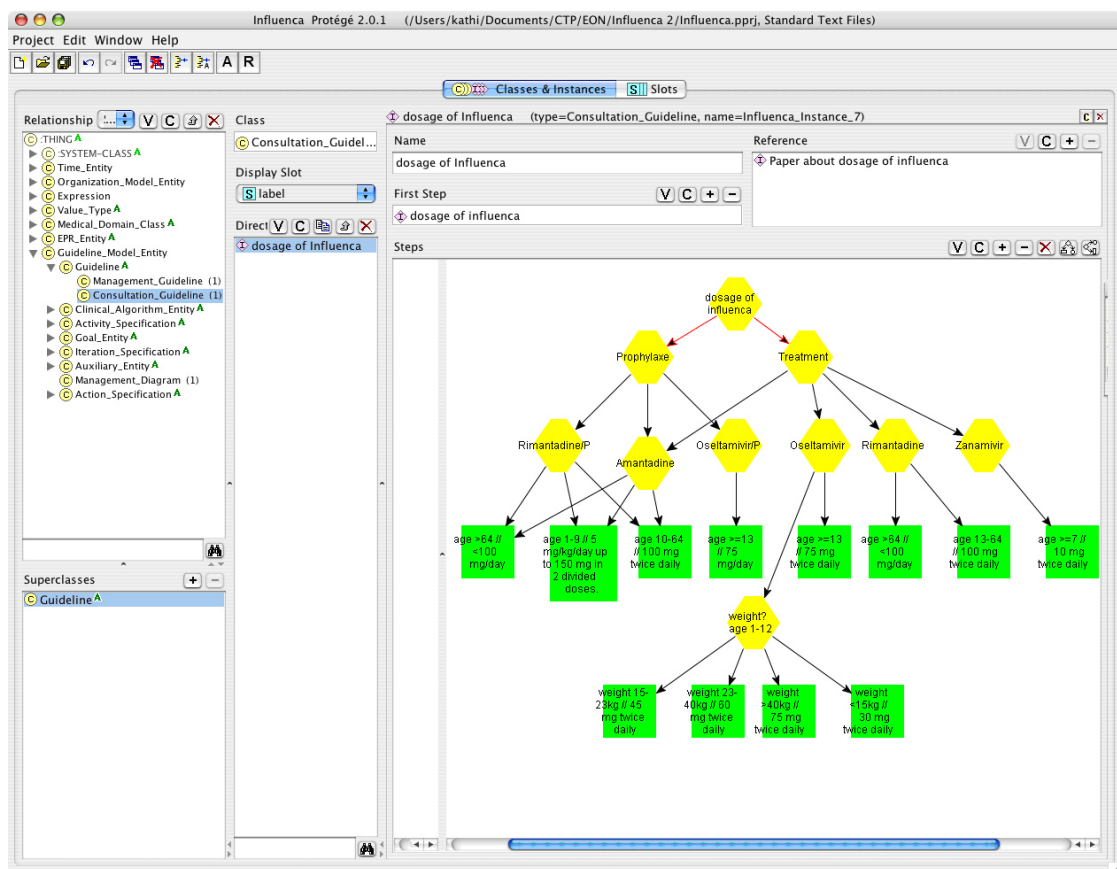 Influenca Protégé 2.0.1 (/Users/kathi/Documents/CTP/EON/Influenca 2/Influenca.pprj, Standard Text Files)
Project Edit Window Help
A R
C Classes & Instances S Slots
Relationship V C
C :THING A
C :SYSTEM-CLASS A
C Time_Entity
C Organization_Model_Entity
C Expression
C Value_Type A
C Medical_Domain_Class A
C EPR_Entity A
C Guideline_Model_Entity
C Guideline A
C Management_Guideline (1)
C Consultation_Guideline (1)
C Clinical_Algorithm_Entity A
C Activity_Specification A
C Goal_Entity A
C Iteration_Specification A
C Auxiliary_Entity A
C Management_Diagram (1)
C Action_Specification A
Superclasses + −
C Guideline A
Class
C Consultation_Guidel...
Display Slot
S label
Direct V C
dosage of Influenca
dosage of Influenca (type=Consultation_Guideline, name=Influenca_Instance_7) C X
Name
dosage of Influenca
Reference V C + −
Paper about dosage of influenca
First Step V C + −
dosage of influenca
Steps V C + −
dosage of
influenca
Prophylaxe
Treatment
Rimantadine/P
Amantadine
Oseltamivir/P
Oseltamivir
Rimantadine
Zanamivir
age >64 //
<100
mg/day
age 1-9 // 5
mg/kg/day up
to 150 mg in
2 divided
doses.
age 10-64
//100 mg
twice daily
age >=13
// 75
mg/day
age >=13
//75 mg
twice daily
age >64 //
<100
mg/day
age 13-64
// 100 mg
twice daily
age >=7 //
10 mg
twice daily
weight?
age 1-12
weight 15-
23kg // 45
mg twice
daily
weight 23-
40kg // 60
mg twice
daily
weight
>40kg //
75 mg
twice daily
weight
<15kg //
30 mg
twice daily